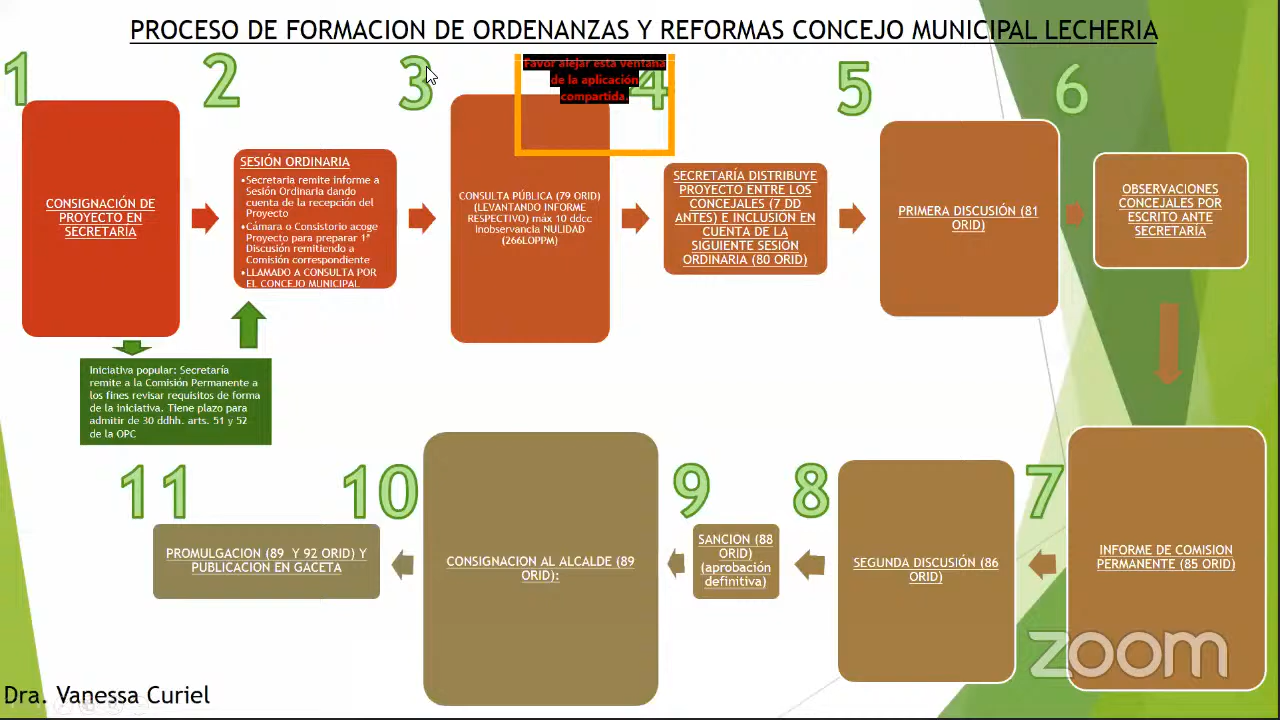 PROCESO DE FORMACION DE ORDENANZAS Y REFORMAS CONCEJO MUNICIPAL LECHERIA
1
CONSIGNACIÓN DE
PROYECTO EN
SECRETARIA
Iniciativa popular: Secretaría
remite a la Comisión Permanente a
los fines revisar requisitos de forma
de la iniciativa. Tiene plazo para
admitir de 30 ddhh. arts. 51 y 52
de la OPC
2
SESIÓN ORDINARIA
•Secretaria remite informe a
Sesión Ordinaria dando
cuenta de la recepción del
Proyecto
•Cámara o Consistorio acoge
Proyecto para preparar 1°
Discusión remitiendo a
Comisión correspondiente
•LLAMADO A CONSULTA POR
EL CONCEJO MUNICIPAL
3
CONSULTA PÚBLICA (79 ORID)
(LEVANTANDO INFORME
RESPECTIVO) máx 10 ddcc
Inobservancia NULIDAD
(266LOPPM)
Favor alejar esta ventana
de la aplicación
compartida.
4
SECRETARÍA DISTRIBUYE
PROYECTO ENTRE LOS
CONCEJALES (7 DD
ANTES) E INCLUSIÓN EN
CUENTA DE LA
SIGUIENTE SESIÓN
ORDINARIA (80 ORID)
5
PRIMERA DISCUSIÓN (81
ORID)
6
OBSERVACIONES
CONCEJALES POR
ESCRITO ANTE
SECRETARÍA
7
INFORME DE COMISION
PERMANENTE (85 ORID)
8
SEGUNDA DISCUSIÓN (86
ORID)
9
SANCION (88
ORID)
(aprobación
definitiva)
10
CONSIGNACION AL ALCALDE (89
ORID):
11
PROMULGACION (89 Y 92 ORID) Y
PUBLICACION EN GACETA
zoom
Dra. Vanessa Curiel